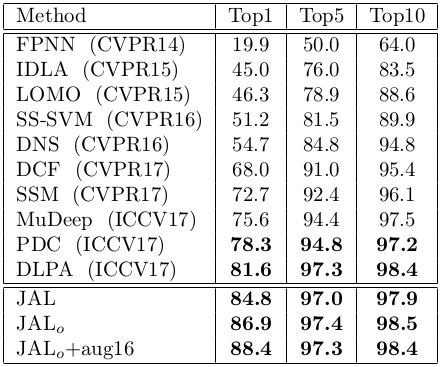 Method Top1 Top5 Top10
FPNN (CVPR14) 19.9 50.0 64.0
IDLA (CVPR15) 45.0 76.0 83.5
LOMO (CVPR15) 46.3 78.9 88.6
SS-SVM (CVPR16) 51.2 81.5 89.9
DNS (CVPR16) 54.7 84.8 94.8
DCF (CVPR17) 68.0 91.0 95.4
SSM (CVPR17) 72.7 92.4 96.1
MuDeep (ICCV17) 75.6 94.4 97.5
PDC (ICCV17) 78.3 94.8 97.2
DLPA (ICCV17) 81.6 97.3 98.4
JAL 84.8 97.0 97.9
JALo 86.9 97.4 98.5
JALo+aug16 88.4 97.3 98.4